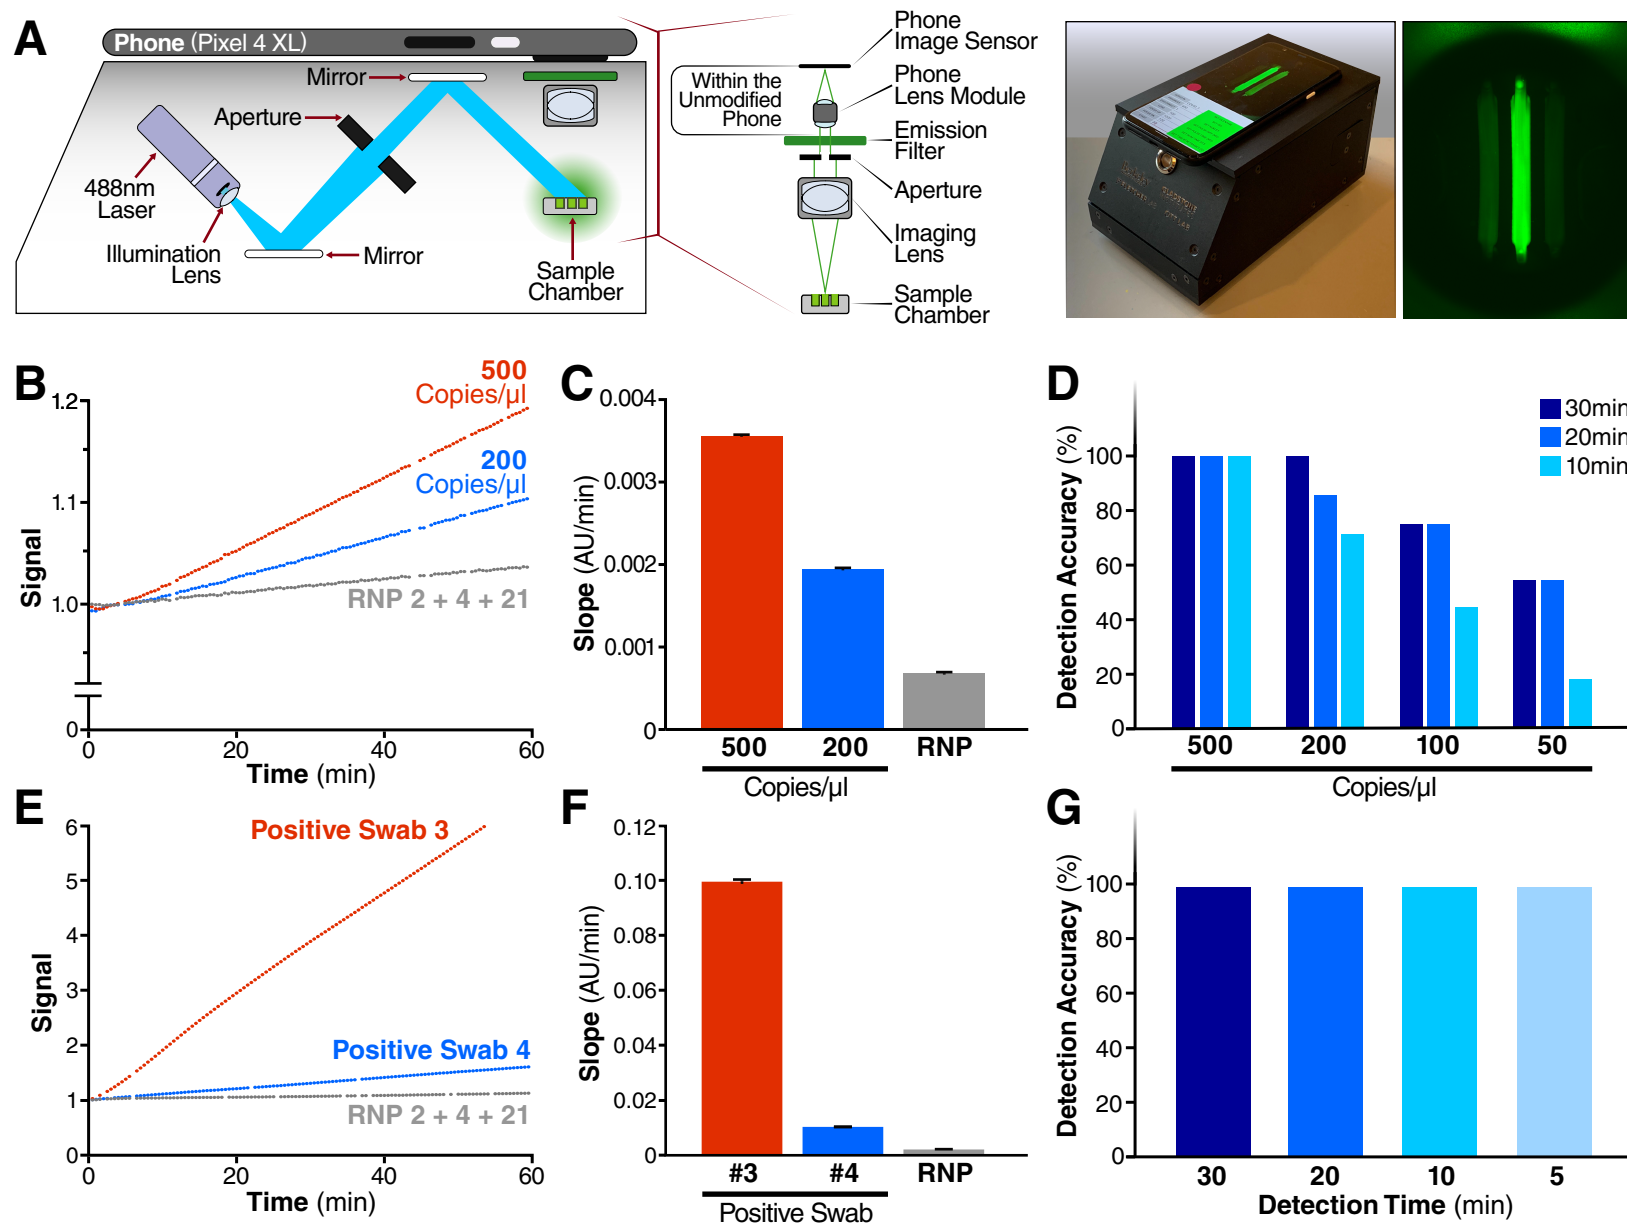 A
Phone (Pixel 4 XL)
Mirror
Aperture
488nm
Laser
Illumination
Lens
Mirror
Sample
Chamber
Within the
Unmodified
Phone
Phone
Image Sensor
Phone
Lens Module
Emission
Filter
Aperture
Imaging
Lens
Sample
Chamber
B
Signal
1.2
1.1
1.0
0
500
Copies/µl
200
Copies/µl
RNP 2 + 4 + 21
0 20 40 60
Time (min)
C
Slope (AU/min)
0.004
0.003
0.002
0.001
0
500 200 RNP
Copies/µl
D
Detection Accuracy (%)
100
80
60
40
20
0
30min
20min
10min
500 200 100 50
Copies/µl
E
Signal
6
5
4
3
2
1
0
Positive Swab 3
Positive Swab 4
RNP 2 + 4 + 21
0 20 40 60
Time (min)
F
Slope (AU/min)
0.12
0.10
0.08
0.06
0.04
0.02
0
#3 #4 RNP
Positive Swab
G
Detection Accuracy (%)
100
80
60
40
20
0
30 20 10 5
Detection Time (min)